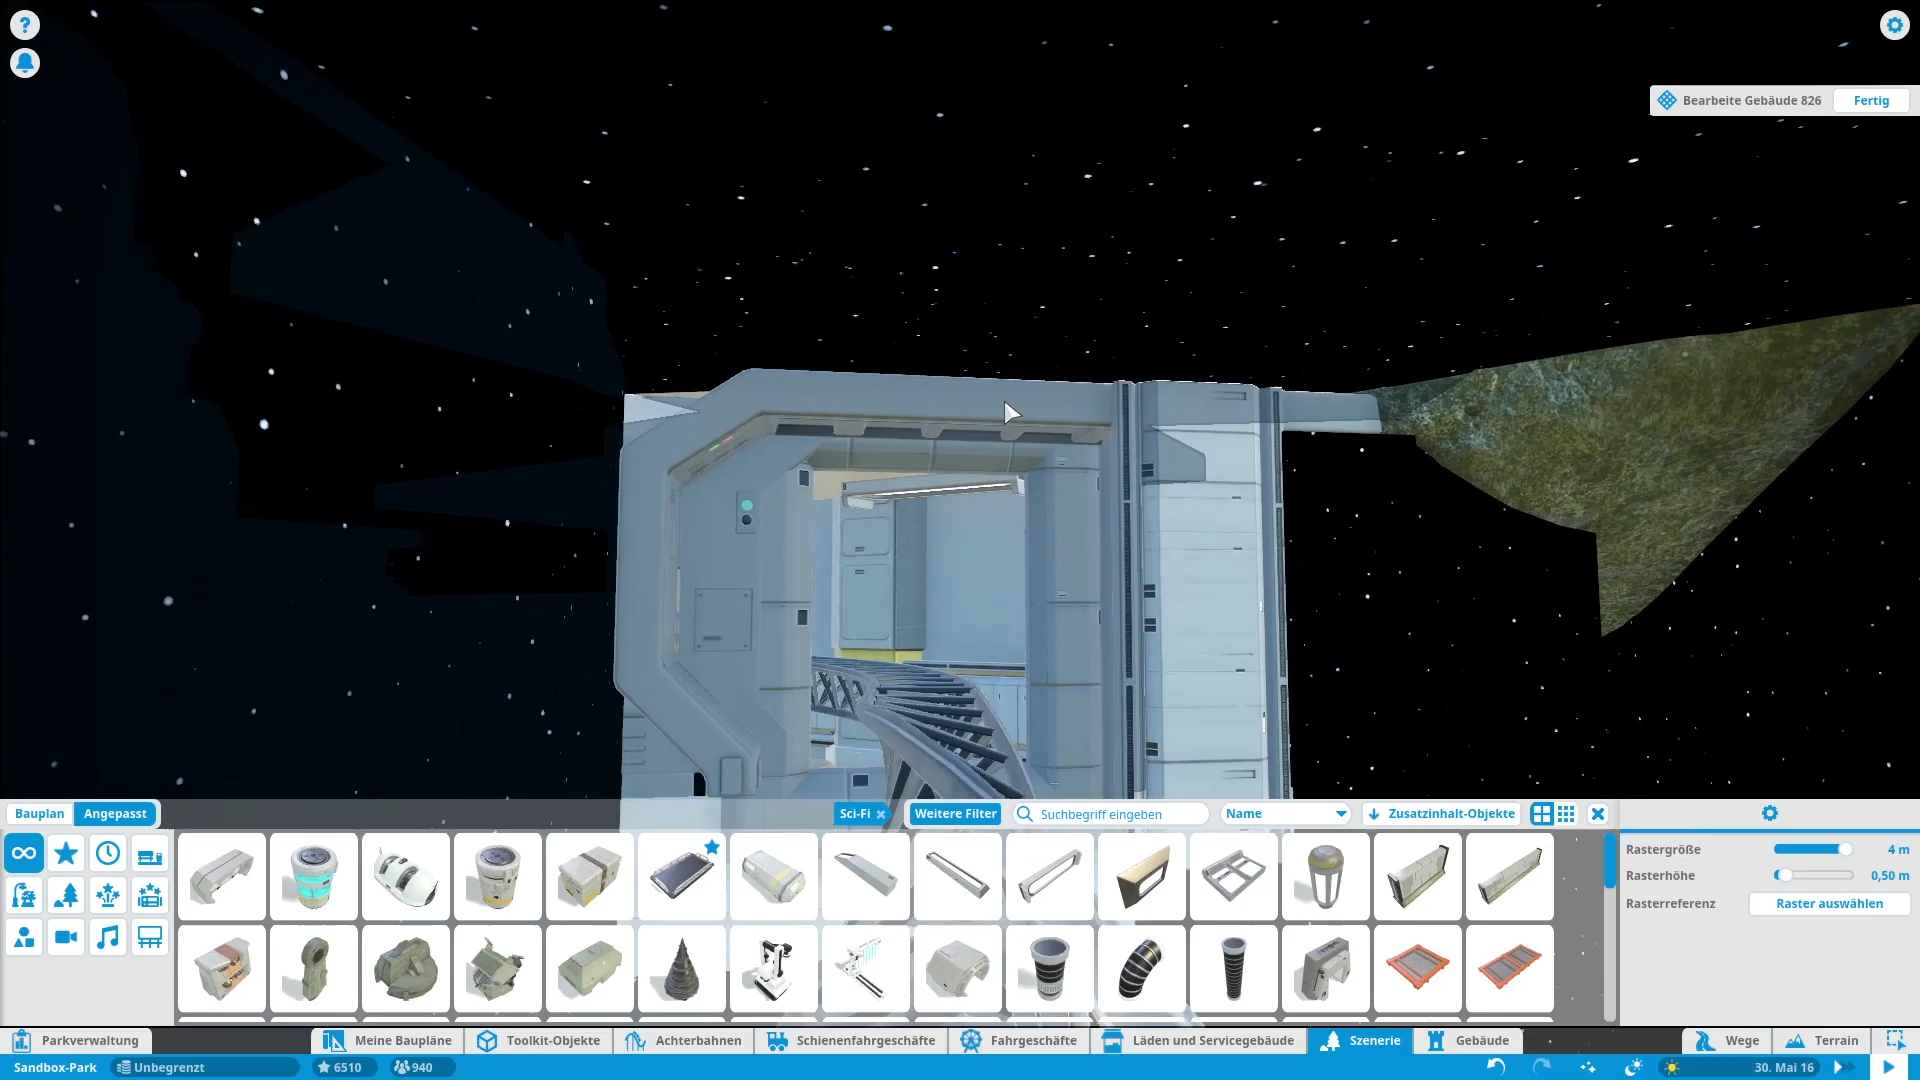 ?
Bearbeite Gebäude 826 Fertig
Bauplan Angepasst
Sci-Fi Weitere Filter Suchbegriff eingeben Name Zusatzinhalt-Objekte
Rastergröße 4 m
Rasterhöhe 0,50 m
Rasterreferenz Raster auswählen
Parkverwaltung Meine Baupläne Toolkit-Objekte Achterbahnen Schienenfahrgeschäfte Fahrgeschäfte Läden und Servicegebäude Szenerie Gebäude Wege Terrain
Sandbox-Park Unbegrenzt 6510 940 30. Mai 16